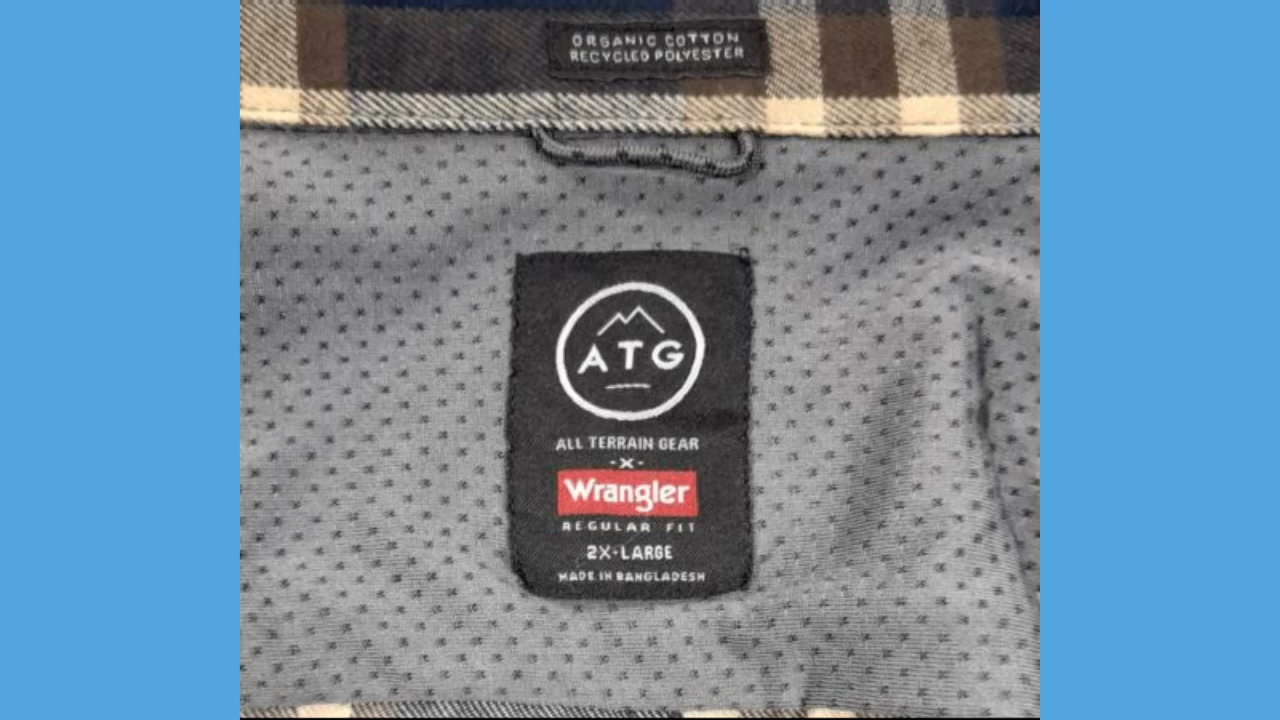 ORGANIC COTTON
RECYCLED POLYESTER
ATG
ALL TERRAIN GEAR
-X-
Wrangler
REGULAR FIT
2X-LARGE
MADE IN BANGLADESH